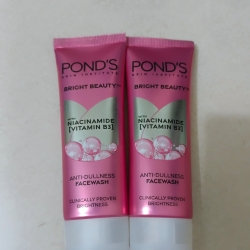 POND'S
SKIN INSTITUTE
BRIGHT BEAUTY
NIACINAMIDE
[VITAMIN B3]
ANTI-DULLNESS
FACEWASH
CLINICALLY PROVEN
BRIGHTNESS
POND'S
SKIN INSTITUTE
BRIGHT BEAUTY
NIACINAMIDE
[VITAMIN B3]
ANTI-DULLNESS
FACEWASH
CLINICALLY PROVEN
BRIGHTNESS